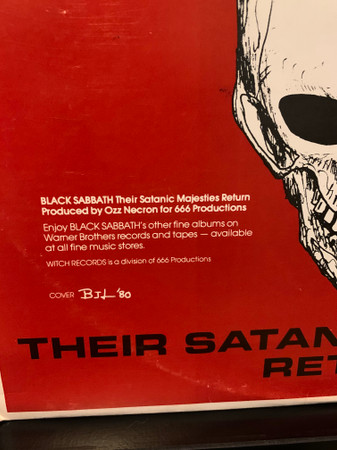 BLACK SABBATH Their Satanic Majesties Return
Produced by Ozz Necron for 666 Productions
Enjoy BLACK SABBATH's other fine albums on
Warner Brothers records and tapes — available
at all fine music stores.
WITCH RECORDS is a division of 666 Productions
COVER BJL '80
THEIR SATAN
RET